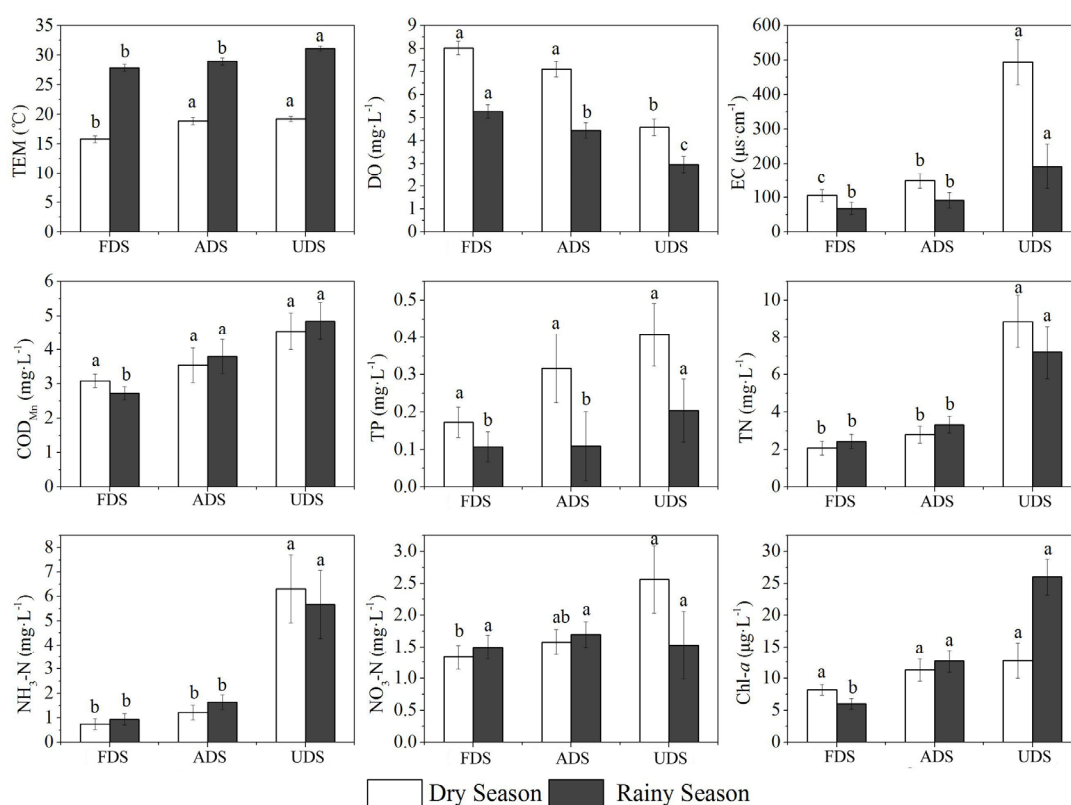 TEM (℃)
35
30
25
20
15
10
5
0
b
b
b
a
a
a
FDS
ADS
UDS
DO (mg·L⁻¹)
9
8
7
6
5
4
3
2
1
0
a
a
a
b
b
c
FDS
ADS
UDS
EC (μs·cm⁻¹)
600
500
400
300
200
100
0
c
b
b
b
a
a
FDS
ADS
UDS
COD_Mn (mg·L⁻¹)
6
5
4
3
2
1
0
a
b
a
a
a
a
FDS
ADS
UDS
TP (mg·L⁻¹)
0.5
0.4
0.3
0.2
0.1
0.0
a
b
a
b
a
a
FDS
ADS
UDS
TN (mg·L⁻¹)
10
8
6
4
2
0
b
b
b
b
a
a
FDS
ADS
UDS
NH₃-N (mg·L⁻¹)
8
7
6
5
4
3
2
1
0
b
b
b
b
a
a
FDS
ADS
UDS
NO₃-N (mg·L⁻¹)
3.0
2.5
2.0
1.5
1.0
0.5
0.0
b
a
ab
a
a
a
FDS
ADS
UDS
Chl-a (μg·L⁻¹)
30
25
20
15
10
5
0
a
b
a
a
a
a
FDS
ADS
UDS
Dry Season
Rainy Season